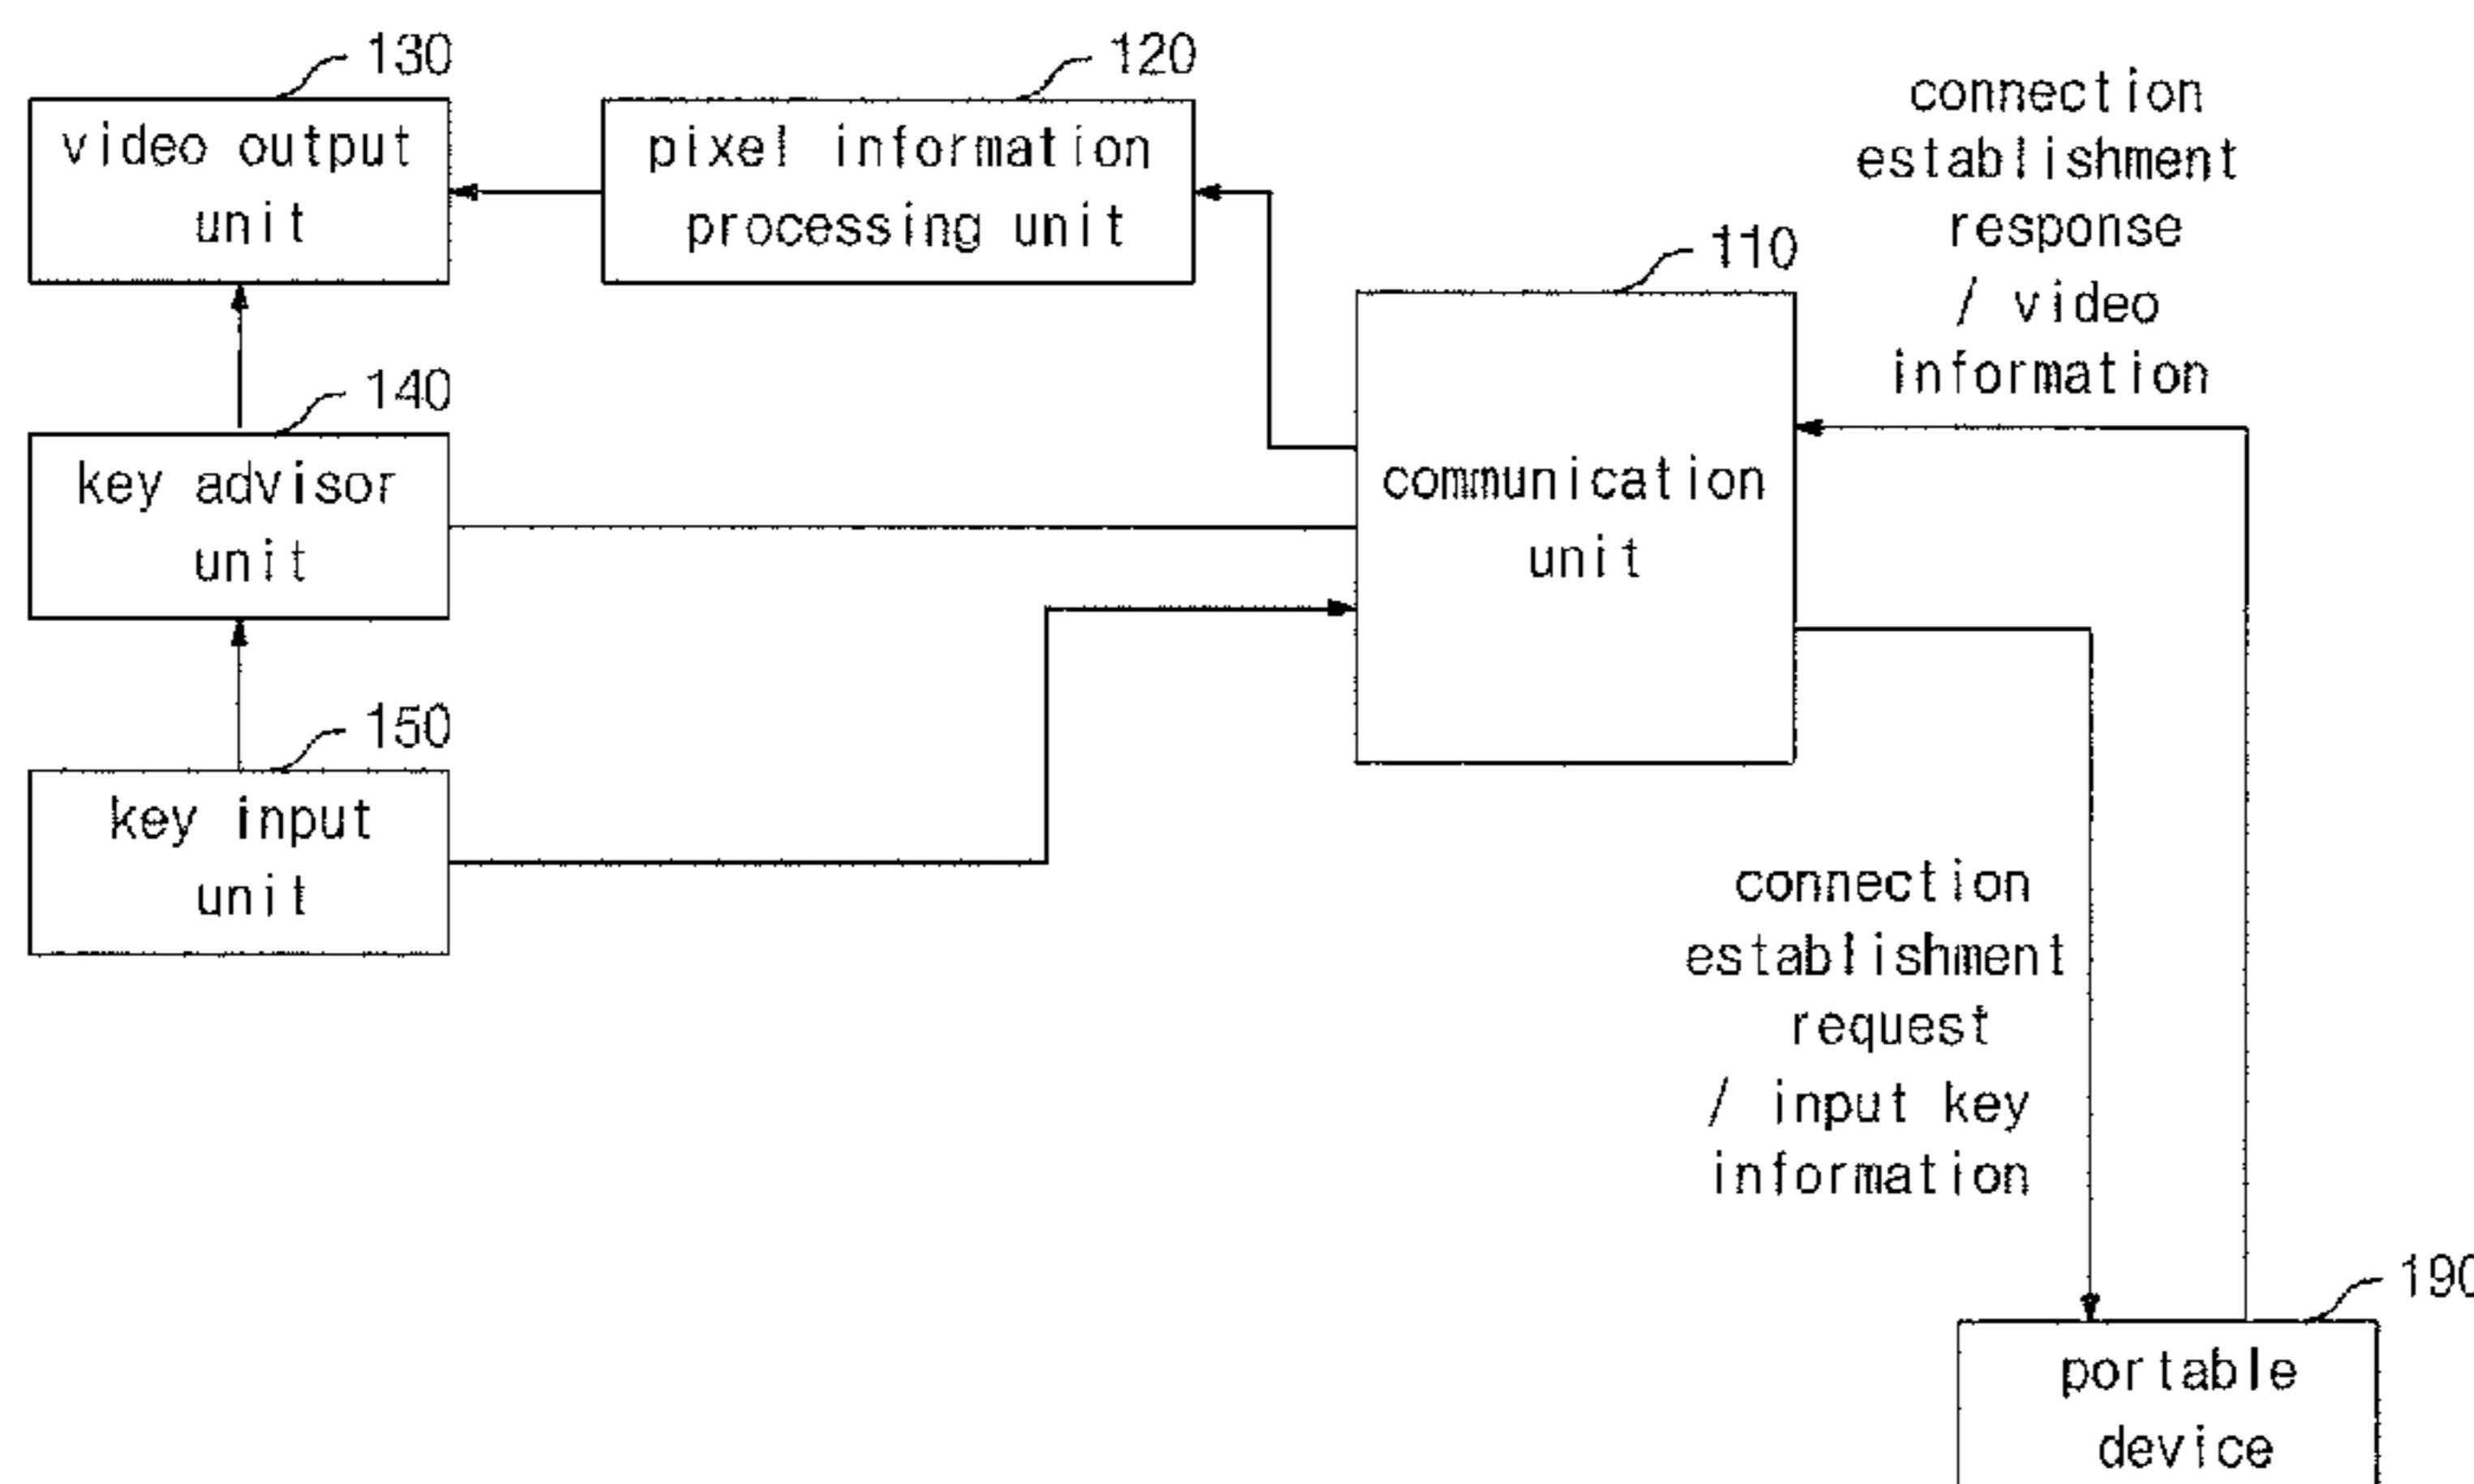 130
video output
unit
120
pixel information
processing unit
connection
establishment
response
/ video
information
110
communication
unit
140
key advisor
unit
150
key input
unit
connection
establishment
request
/ input key
information
190
portable
device